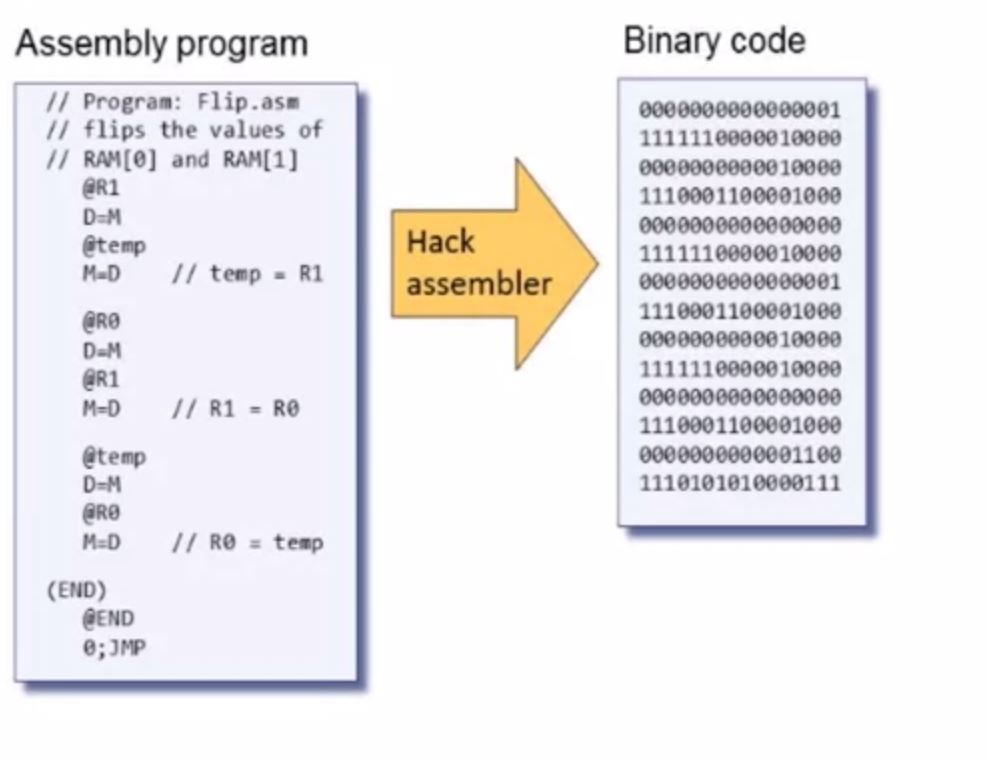 Assembly program
// Program: Flip.asm
// flips the values of
// RAM[0] and RAM[1]
@R1
D=M
@temp
M=D // temp = R1
@R0
D=M
@R1
M=D // R1 = R0
@temp
D=M
@R0
M=D // R0 = temp
(END)
@END
0;JMP
Hack
assembler
Binary code
0000000000000001
1111110000010000
0000000000010000
1110001100001000
0000000000000000
1111110000010000
0000000000000001
1110001100001000
0000000000010000
1111110000010000
0000000000000000
1110001100001000
0000000000001100
1110101010000111